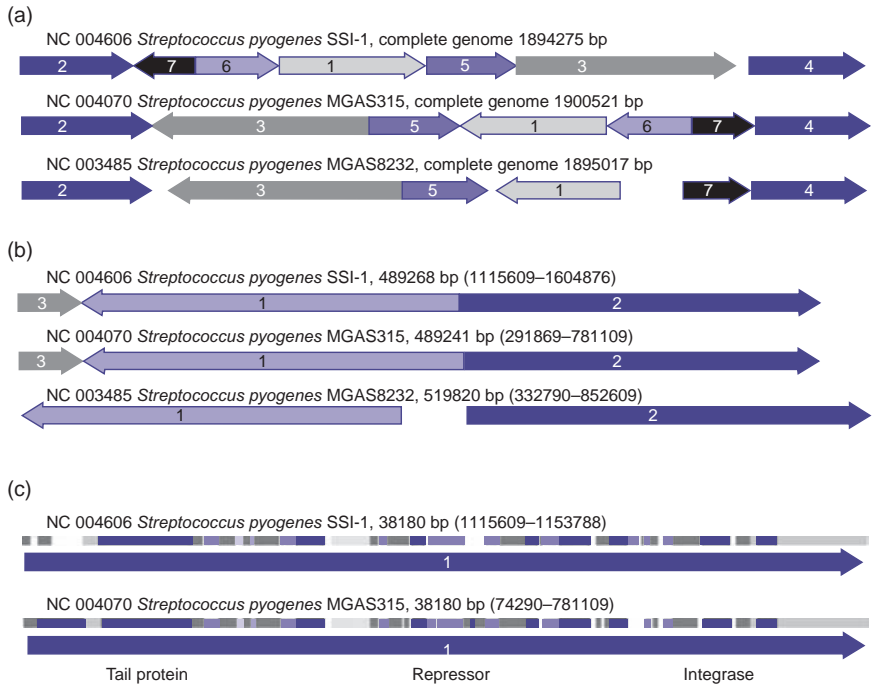 (a)
NC 004606 Streptococcus pyogenes SSI-1, complete genome 1894275 bp
2 7 6 1 5 3 4
NC 004070 Streptococcus pyogenes MGAS315, complete genome 1900521 bp
2 3 5 1 6 7 4
NC 003485 Streptococcus pyogenes MGAS8232, complete genome 1895017 bp
2 3 5 1 7 4
(b)
NC 004606 Streptococcus pyogenes SSI-1, 489268 bp (1115609–1604876)
3 1 2
NC 004070 Streptococcus pyogenes MGAS315, 489241 bp (291869–781109)
3 1 2
NC 003485 Streptococcus pyogenes MGAS8232, 519820 bp (332790–852609)
1 2
(c)
NC 004606 Streptococcus pyogenes SSI-1, 38180 bp (1115609–1153788)
1
NC 004070 Streptococcus pyogenes MGAS315, 38180 bp (74290–781109)
1
Tail protein Repressor Integrase